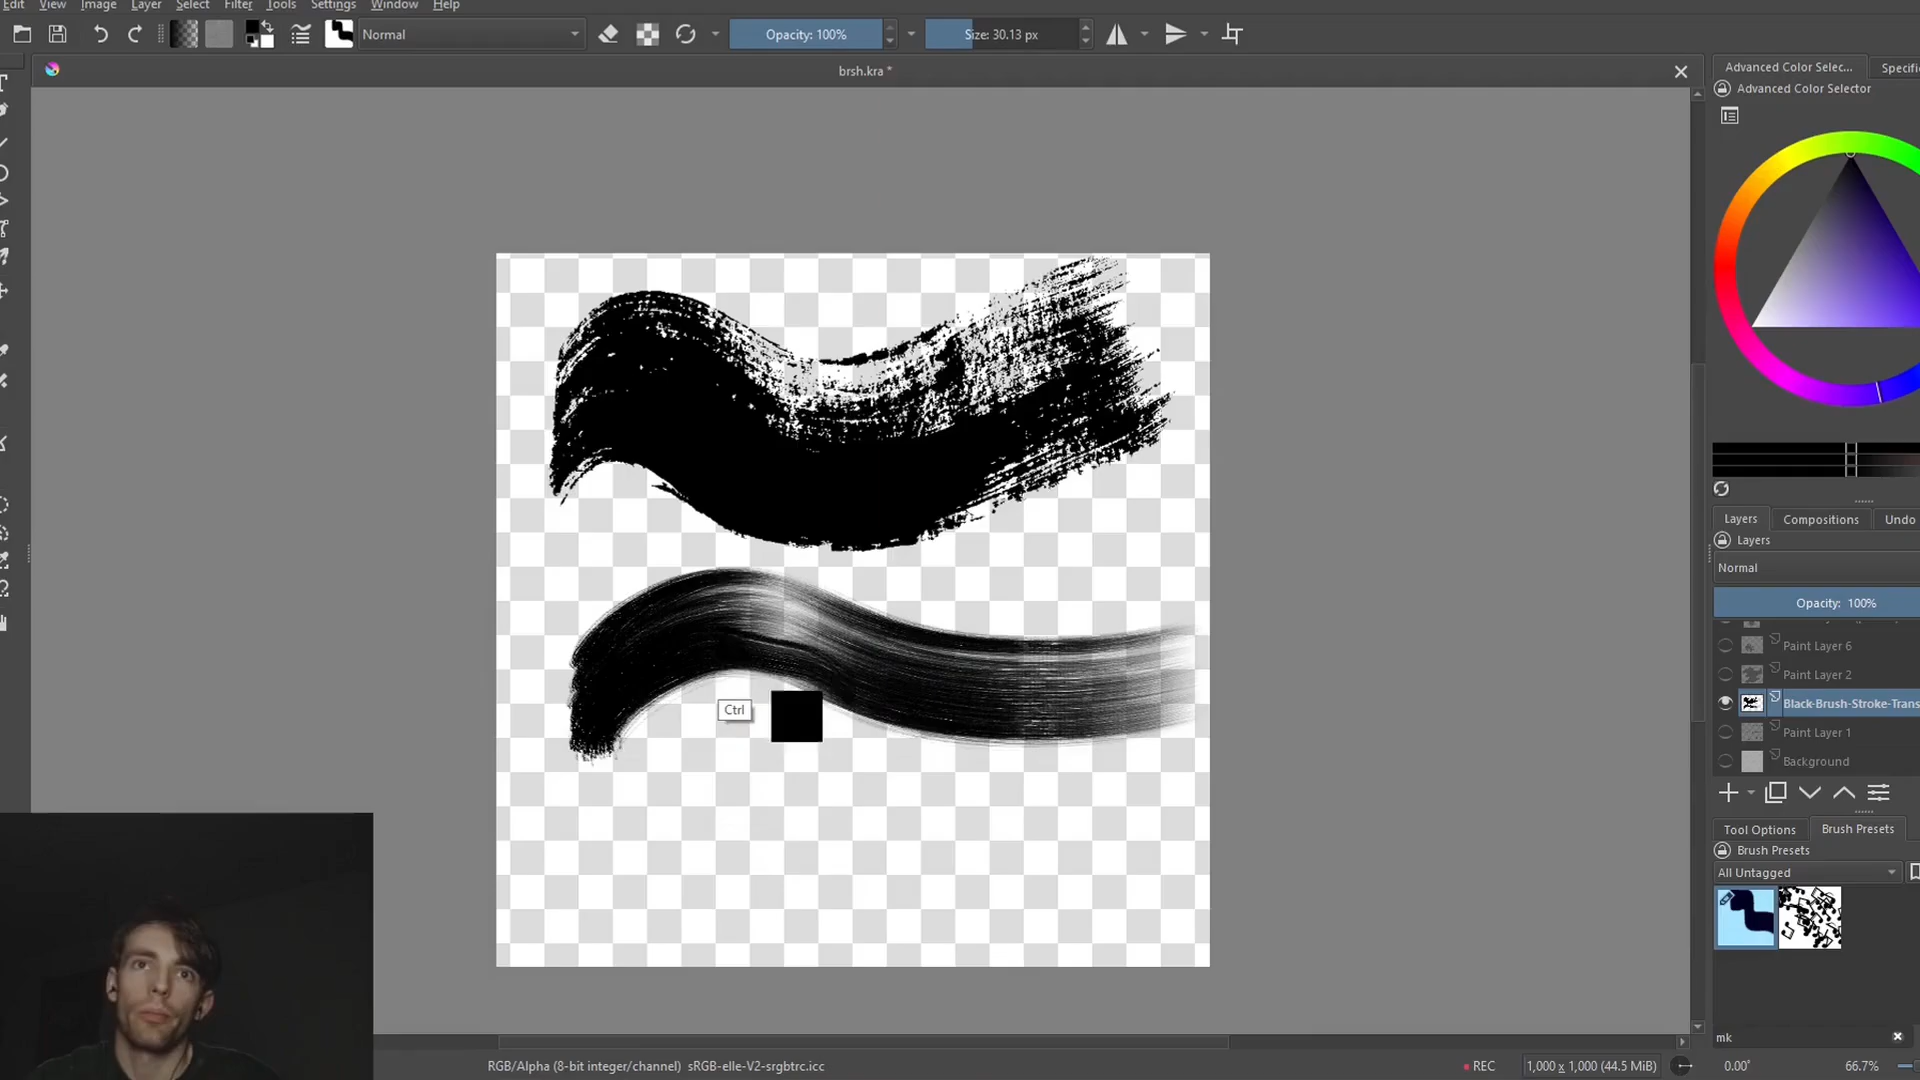 Edit View Image Layer Select Filter Tools Settings Window Help
Normal
Opacity: 100%
Size: 30.13 px
brsh.kra *
Advanced Color Selec... Specifi
Advanced Color Selector
Layers Compositions Undo
Layers
Normal
Opacity: 100%
Paint Layer 6
Paint Layer 2
Black-Brush-Stroke-Trans
Paint Layer 1
Background
Ctrl
Tool Options Brush Presets
Brush Presets
All Untagged
mk
RGB/Alpha (8-bit integer/channel) sRGB-elle-V2-srgbtrc.icc
REC
1,000 x 1,000 (44.5 MiB)
0.00°
66.7%